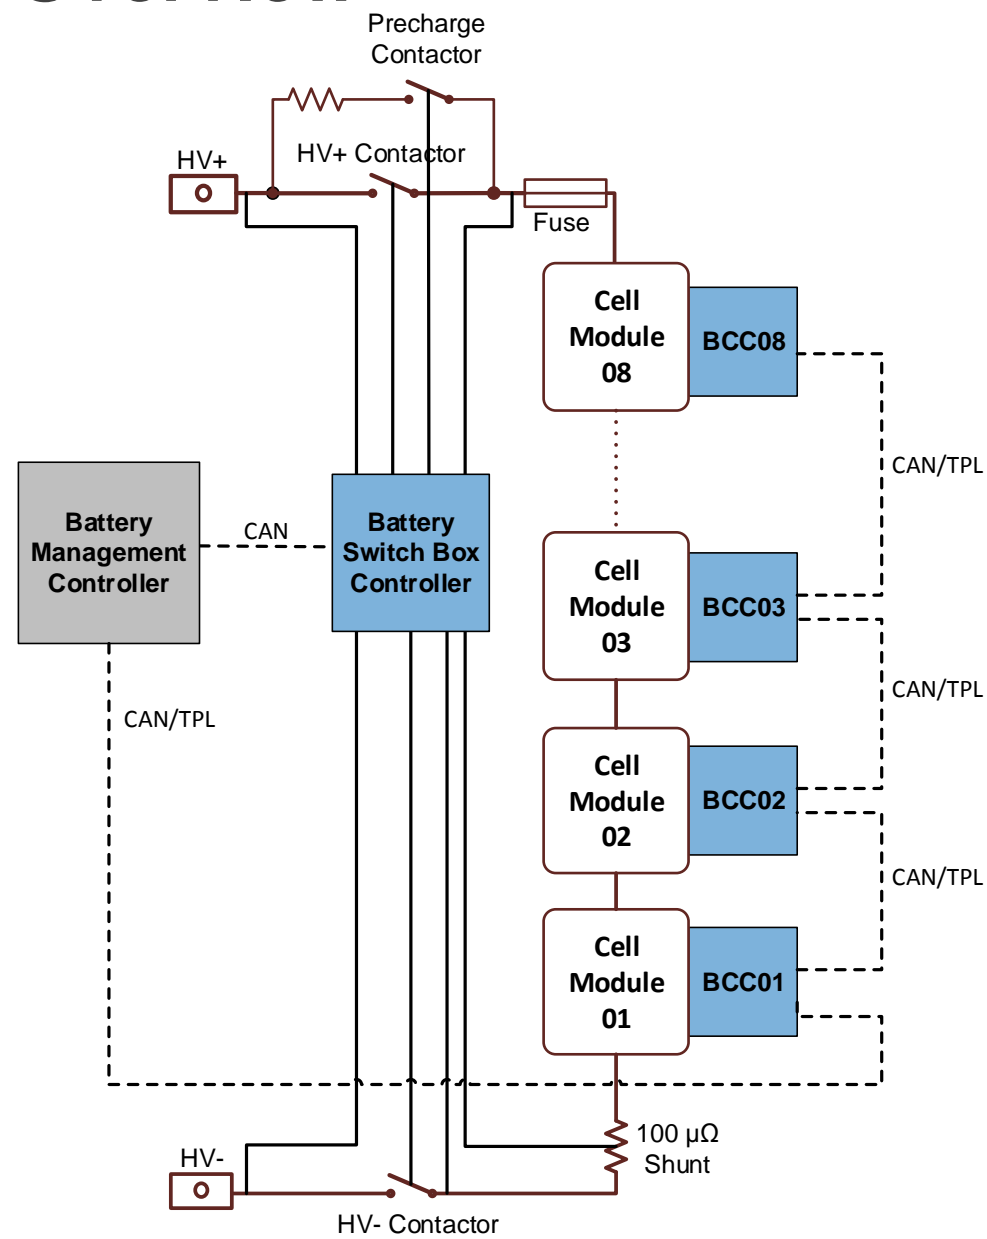 Overview
Precharge
Contactor
HV+ Contactor
HV+
Fuse
Cell
Module
08
BCC08
CAN/TPL
Battery
Management
Controller
CAN
Battery
Switch Box
Controller
Cell
Module
03
BCC03
CAN/TPL
CAN/TPL
Cell
Module
02
BCC02
CAN/TPL
Cell
Module
01
BCC01
100 µΩ
Shunt
HV-
HV- Contactor